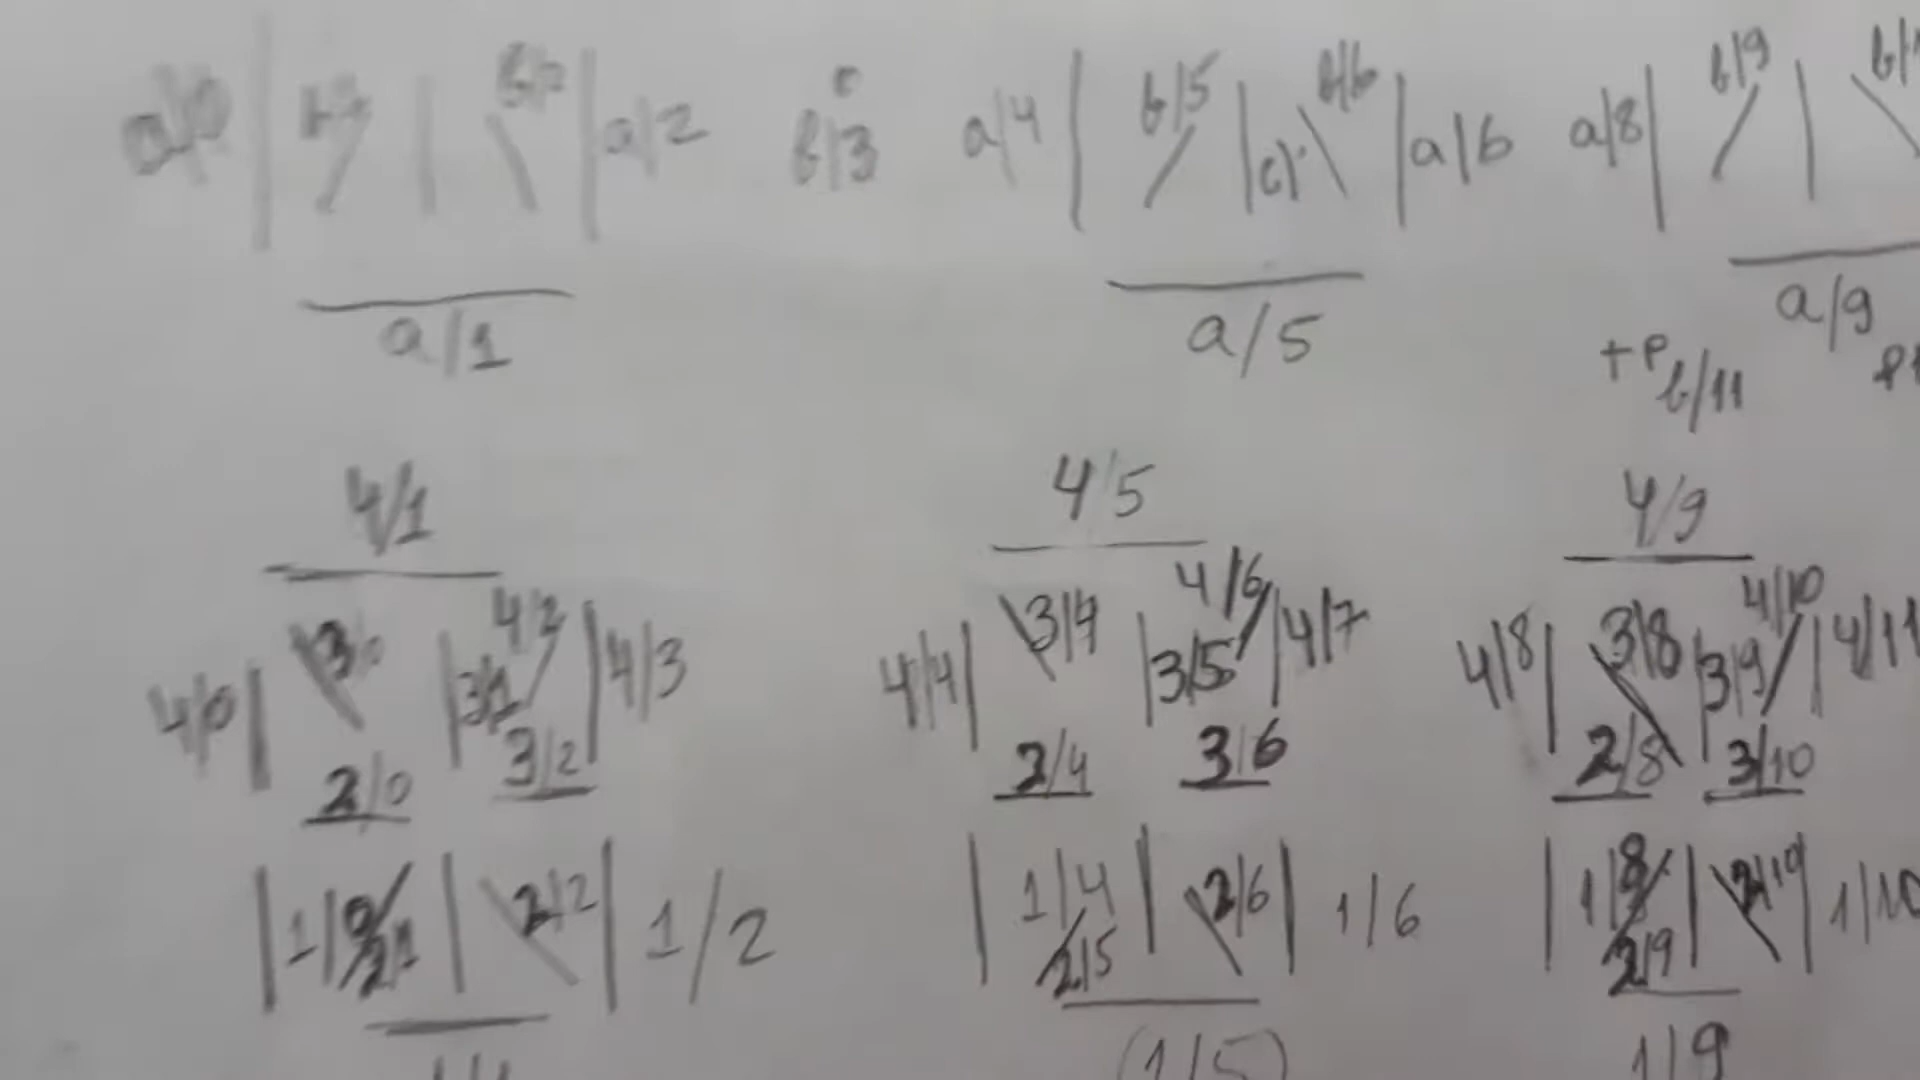 a/0 b/1 b/2 a/2 b/3 a/4 b/5 c/ b/6 a/6 a/8 b/9
a/1 a/5 a/9
+P b/11
4/1 4/5 4/9
4/0 3/0 3/1 4/2 4/3 4/4 3/4 3/5 4/6 4/7 4/8 3/8 3/9 4/10 4/11
2/0 3/2 2/4 3/6 2/8 3/10
1/0 2/1 2/2 1/2 1/4 2/5 2/6 1/6 1/8 2/9 2/10 1/10
(1/5) 1/9